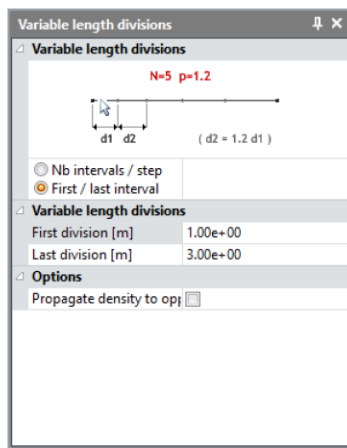 Variable length divisions
Variable length divisions
N=5 p=1.2
d1 d2 ( d2 = 1.2 d1 )
Nb intervals / step
First / last interval
Variable length divisions
First division [m] 1.00e+00
Last division [m] 3.00e+00
Options
Propagate density to opp